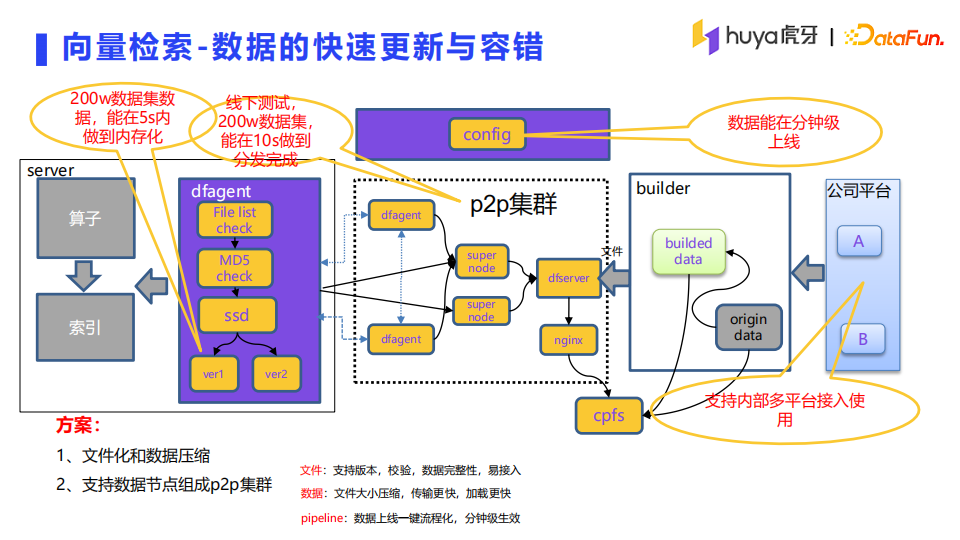 向量检索-数据的快速更新与容错
huya虎牙 | DataFun.
200w数据集数
据，能在5s内
做到内存化
线下测试，
200w数据集，
能在10s做到
分发完成
config
数据能在分钟级
上线
server
算子
索引
dfagent
File list
check
MD5
check
ssd
ver1
ver2
p2p集群
dfagent
dfagent
super
node
super
node
dfserver
nginx
文件
cpfs
builder
builded
data
origin
data
公司平台
A
B
支持内部多平台接入使
用
方案：
1、文件化和数据压缩
2、支持数据节点组成p2p集群
文件：支持版本，校验，数据完整性，易接入
数据：文件大小压缩，传输更快，加载更快
pipeline：数据上线一键流程化，分钟级生效